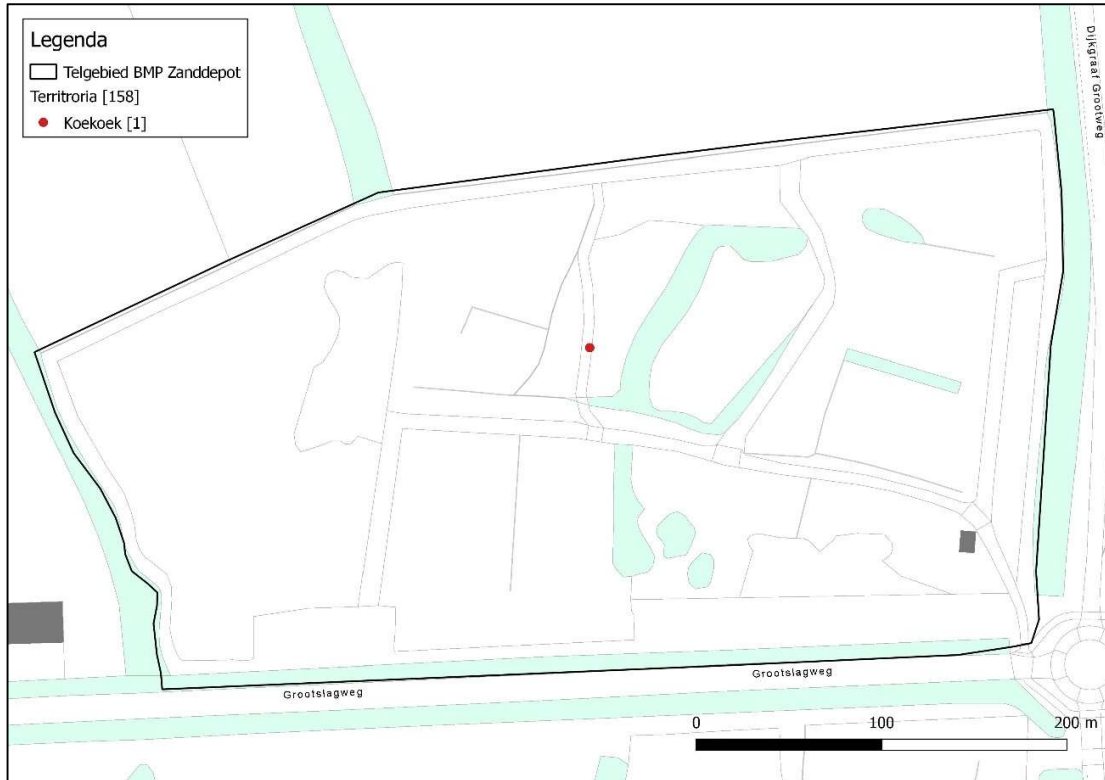 Legenda
Telgebied BMP Zanddepot
Territroria [158]
Koekoek [1]
Dijkgraaf Grootweg
Grootslagweg
Grootslagweg
0 100 200 m